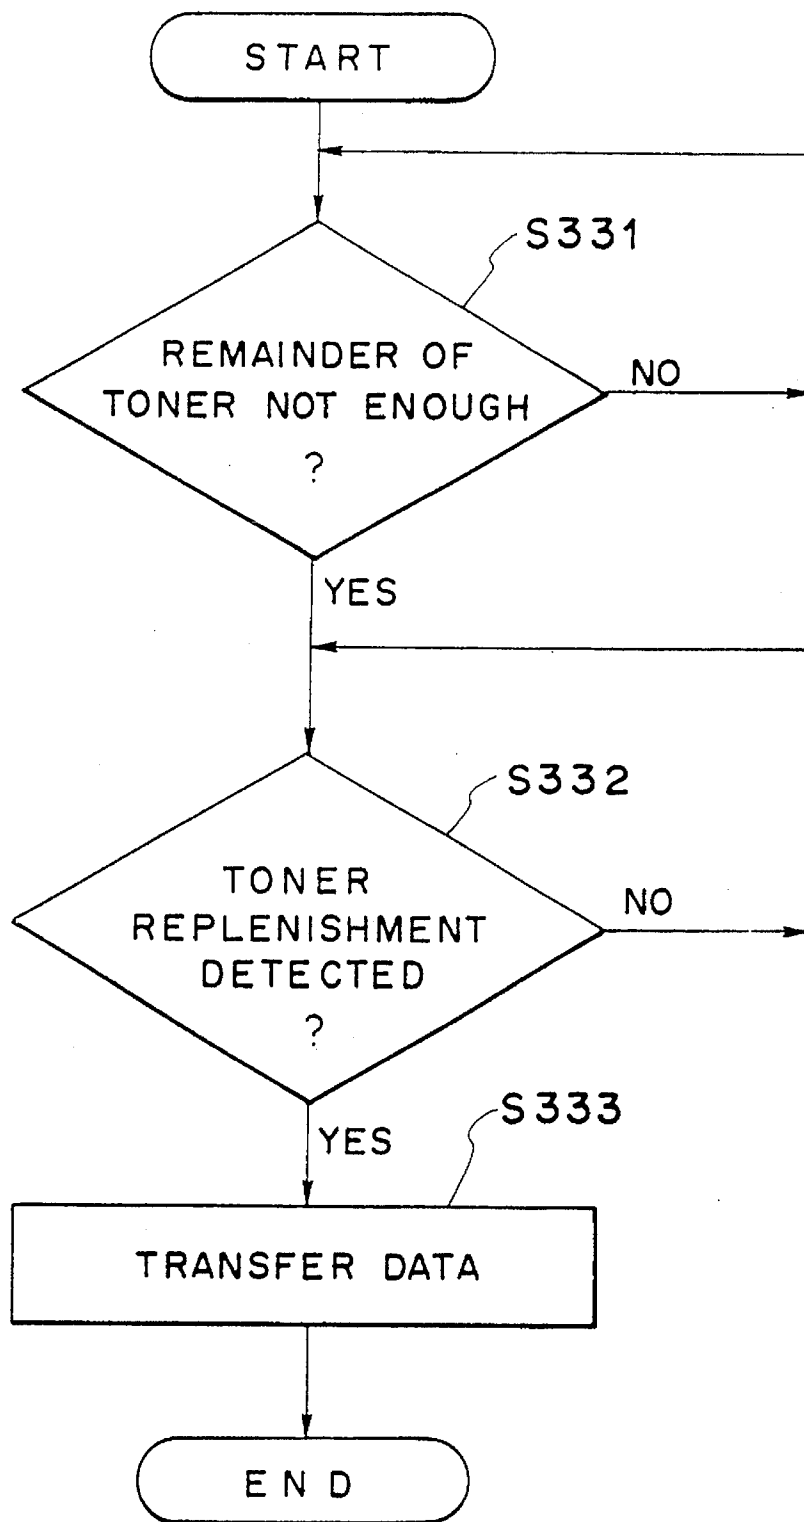 START
S331
REMAINDER OF
TONER NOT ENOUGH
?
NO
YES
S332
TONER
REPLENISHMENT
DETECTED
?
NO
YES
S333
TRANSFER DATA
END